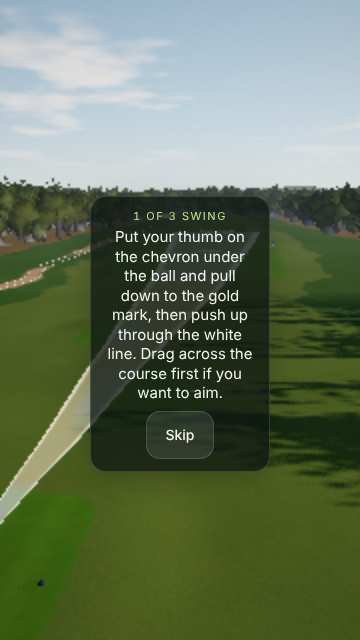 1 OF 3 SWING
Put your thumb on
the chevron under
the ball and pull
down to the gold
mark, then push up
through the white
line. Drag across the
course first if you
want to aim.
Skip